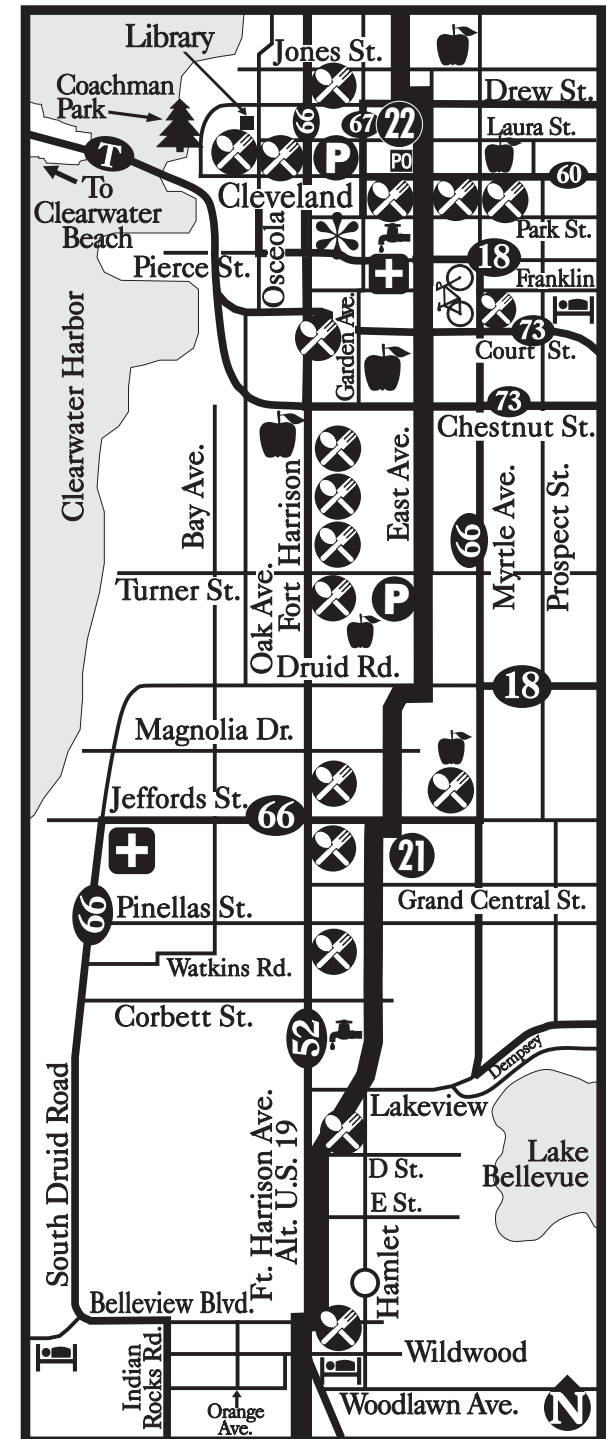 Library
Jones St.
Coachman
Park
Drew St.
66
67
22
Laura St.
T
P
PO
60
To
Clearwater
Beach
Cleveland
Park St.
Osceola
Pierce St.
18
Franklin
Garden Ave.
73
Court St.
Clearwater Harbor
73
Chestnut St.
Bay Ave.
Fort Harrison
East Ave.
66
Myrtle Ave.
Prospect St.
Turner St.
Oak Ave.
P
Druid Rd.
18
Magnolia Dr.
Jeffords St.
66
21
66
Pinellas St.
Grand Central St.
Watkins Rd.
Corbett St.
52
Dempsey
South Druid Road
Ft. Harrison Ave.
Alt. U.S. 19
Lakeview
Lake
Bellevue
D St.
E St.
Hamlet
Belleview Blvd.
Indian
Rocks Rd.
Wildwood
Orange
Ave.
Woodlawn Ave.
N